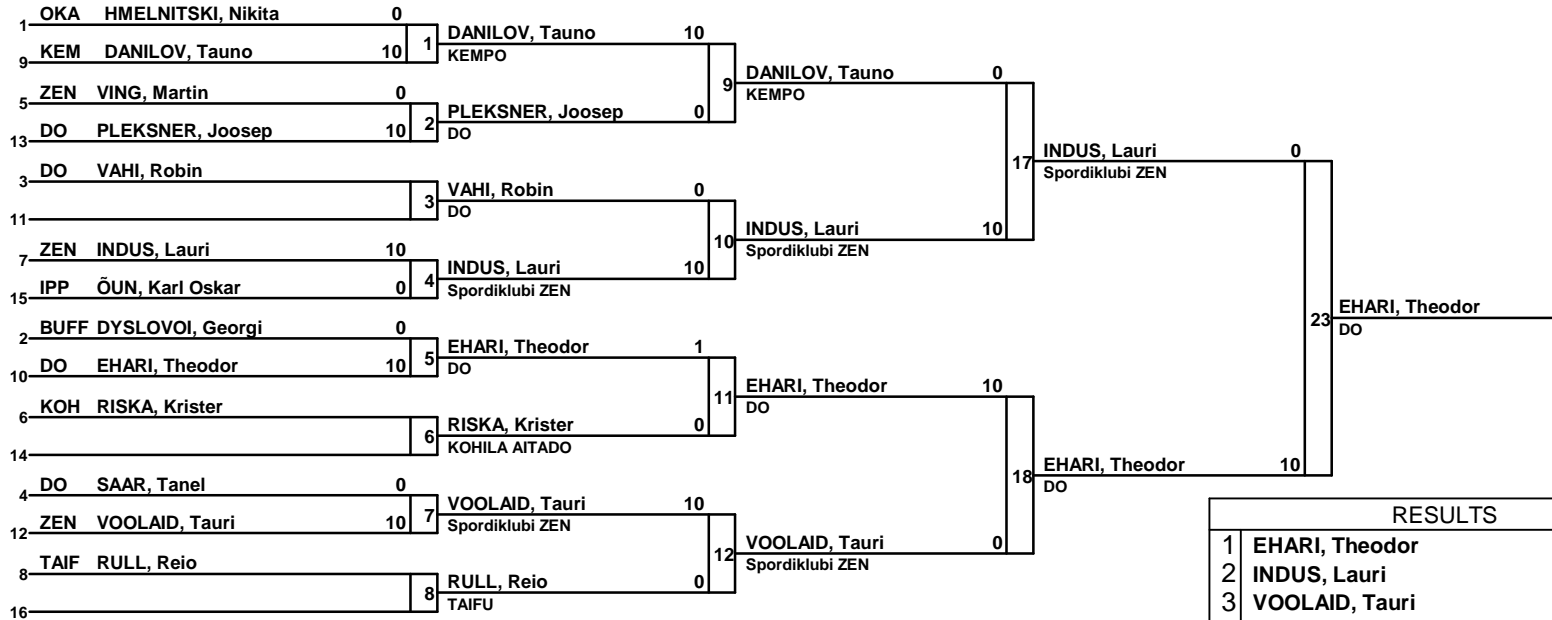 OKA HMELNITSKI, Nikita 0
1
KEM DANILOV, Tauno 10
9
1
DANILOV, Tauno 10
KEMPO
ZEN VING, Martin 0
5
DO PLEKSNER, Joosep 10
13
2
PLEKSNER, Joosep 0
DO
9
DANILOV, Tauno 0
KEMPO
DO VAHI, Robin
3
11
3
VAHI, Robin 0
DO
ZEN INDUS, Lauri 10
7
IPP ÕUN, Karl Oskar 0
15
4
INDUS, Lauri 10
Spordiklubi ZEN
10
INDUS, Lauri 10
Spordiklubi ZEN
17
INDUS, Lauri 0
Spordiklubi ZEN
BUFF DYSLOVOI, Georgi 0
2
DO EHARI, Theodor 10
10
5
EHARI, Theodor 1
DO
KOH RISKA, Krister
6
14
6
RISKA, Krister 0
KOHILA AITADO
11
EHARI, Theodor 10
DO
DO SAAR, Tanel 0
4
ZEN VOOLAID, Tauri 10
12
7
VOOLAID, Tauri 10
Spordiklubi ZEN
TAIF RULL, Reio
8
16
8
RULL, Reio 0
TAIFU
12
VOOLAID, Tauri 0
Spordiklubi ZEN
18
EHARI, Theodor 10
DO
23
EHARI, Theodor
DO
RESULTS
1 EHARI, Theodor
2 INDUS, Lauri
3 VOOLAID, Tauri